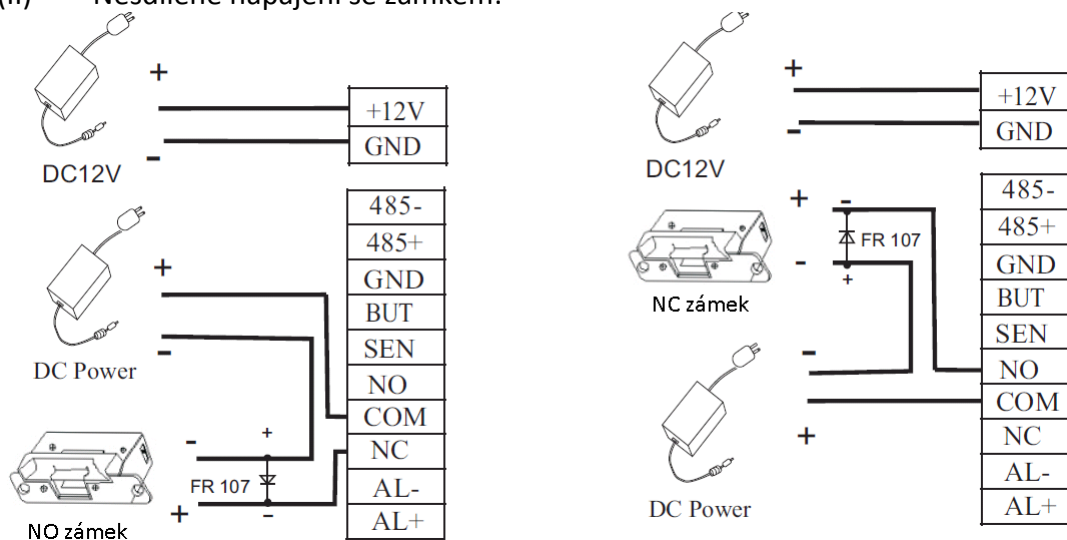 (ii) Nesdílené napájení se zámkem:
+
+12V
GND
-
DC12V
485-
485+
GND
BUT
SEN
NO
COM
NC
AL-
AL+
+
-
DC Power
-
+
FR 107
-
+
NO zámek
+
+12V
GND
-
DC12V
485-
485+
GND
BUT
SEN
NO
COM
NC
AL-
AL+
+
-
FR 107
-
+
NC zámek
-
+
DC Power